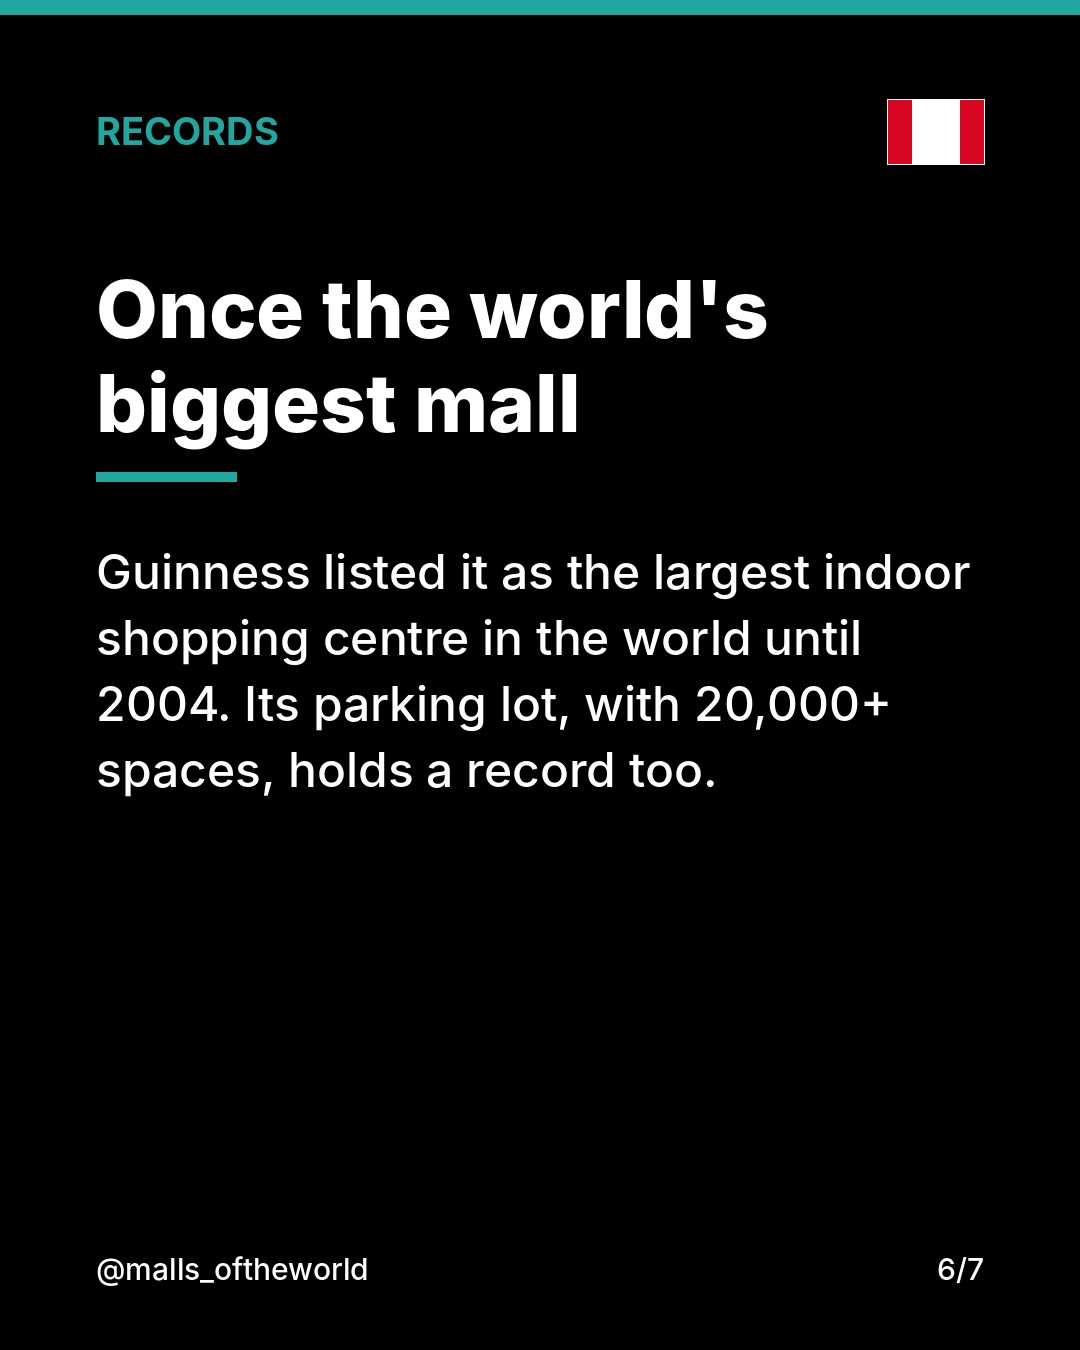 RECORDS
Once the world's
biggest mall
Guinness listed it as the largest indoor
shopping centre in the world until
2004. Its parking lot, with 20,000+
spaces, holds a record too.
@malls_oftheworld
6/7